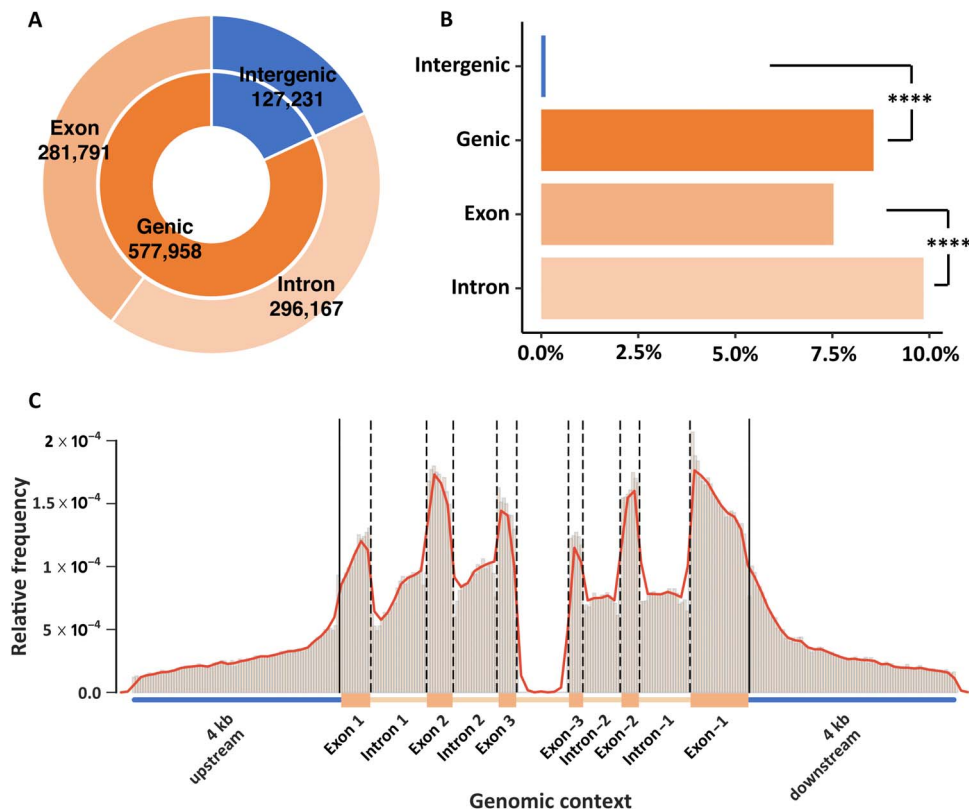 A
Intergenic
127,231
Exon
281,791
Genic
577,958
Intron
296,167
B
Intergenic
Genic
Exon
Intron
****
****
0.0%
2.5%
5.0%
7.5%
10.0%
C
Relative frequency
2 × 10⁻⁴
1.5 × 10⁻⁴
1 × 10⁻⁴
5 × 10⁻⁴
0.0
4 kb
upstream
Exon 1
Intron 1
Exon 2
Intron 2
Exon 3
Exon–3
Intron–2
Exon–2
Intron–1
Exon–1
4 kb
downstream
Genomic context